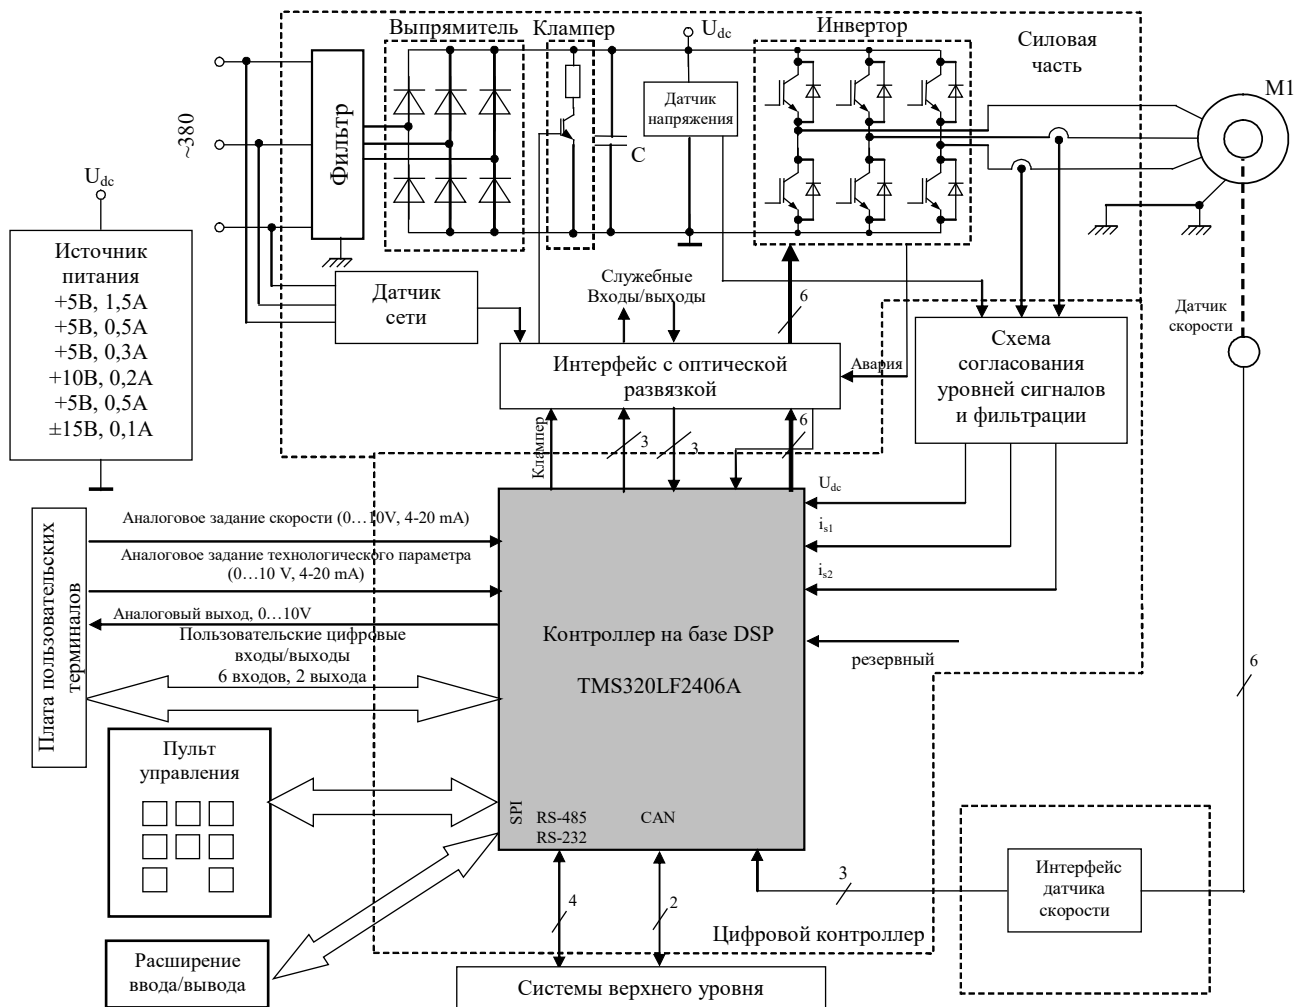 Выпрямитель
Клампер
U_dc
Инвертор
Силовая
часть
M1
~380
Фильтр
Датчик
напряжения
C
U_dc
Источник
питания
+5В, 1,5А
+5В, 0,5А
+5В, 0,3А
+10В, 0,2А
+5В, 0,5А
±15В, 0,1А
Датчик
сети
Служебные
Входы/выходы
6
Датчик
скорости
Интерфейс с оптической
развязкой
Авария
Схема
согласования
уровней сигналов
и фильтрации
Клампер
3
3
6
U_dc
i_s1
i_s2
резервный
Плата пользовательских
терминалов
Аналоговое задание скорости (0…10V, 4-20 mA)
Аналоговое задание технологического параметра
(0…10 V, 4-20 mA)
Аналоговый выход, 0…10V
Пользовательские цифровые
входы/выходы
6 входов, 2 выхода
Контроллер на базе DSP
TMS320LF2406A
6
Пульт
управления
SPI
RS-485
RS-232
CAN
4
2
3
Интерфейс
датчика
скорости
Цифровой контроллер
Расширение
ввода/вывода
Системы верхнего уровня